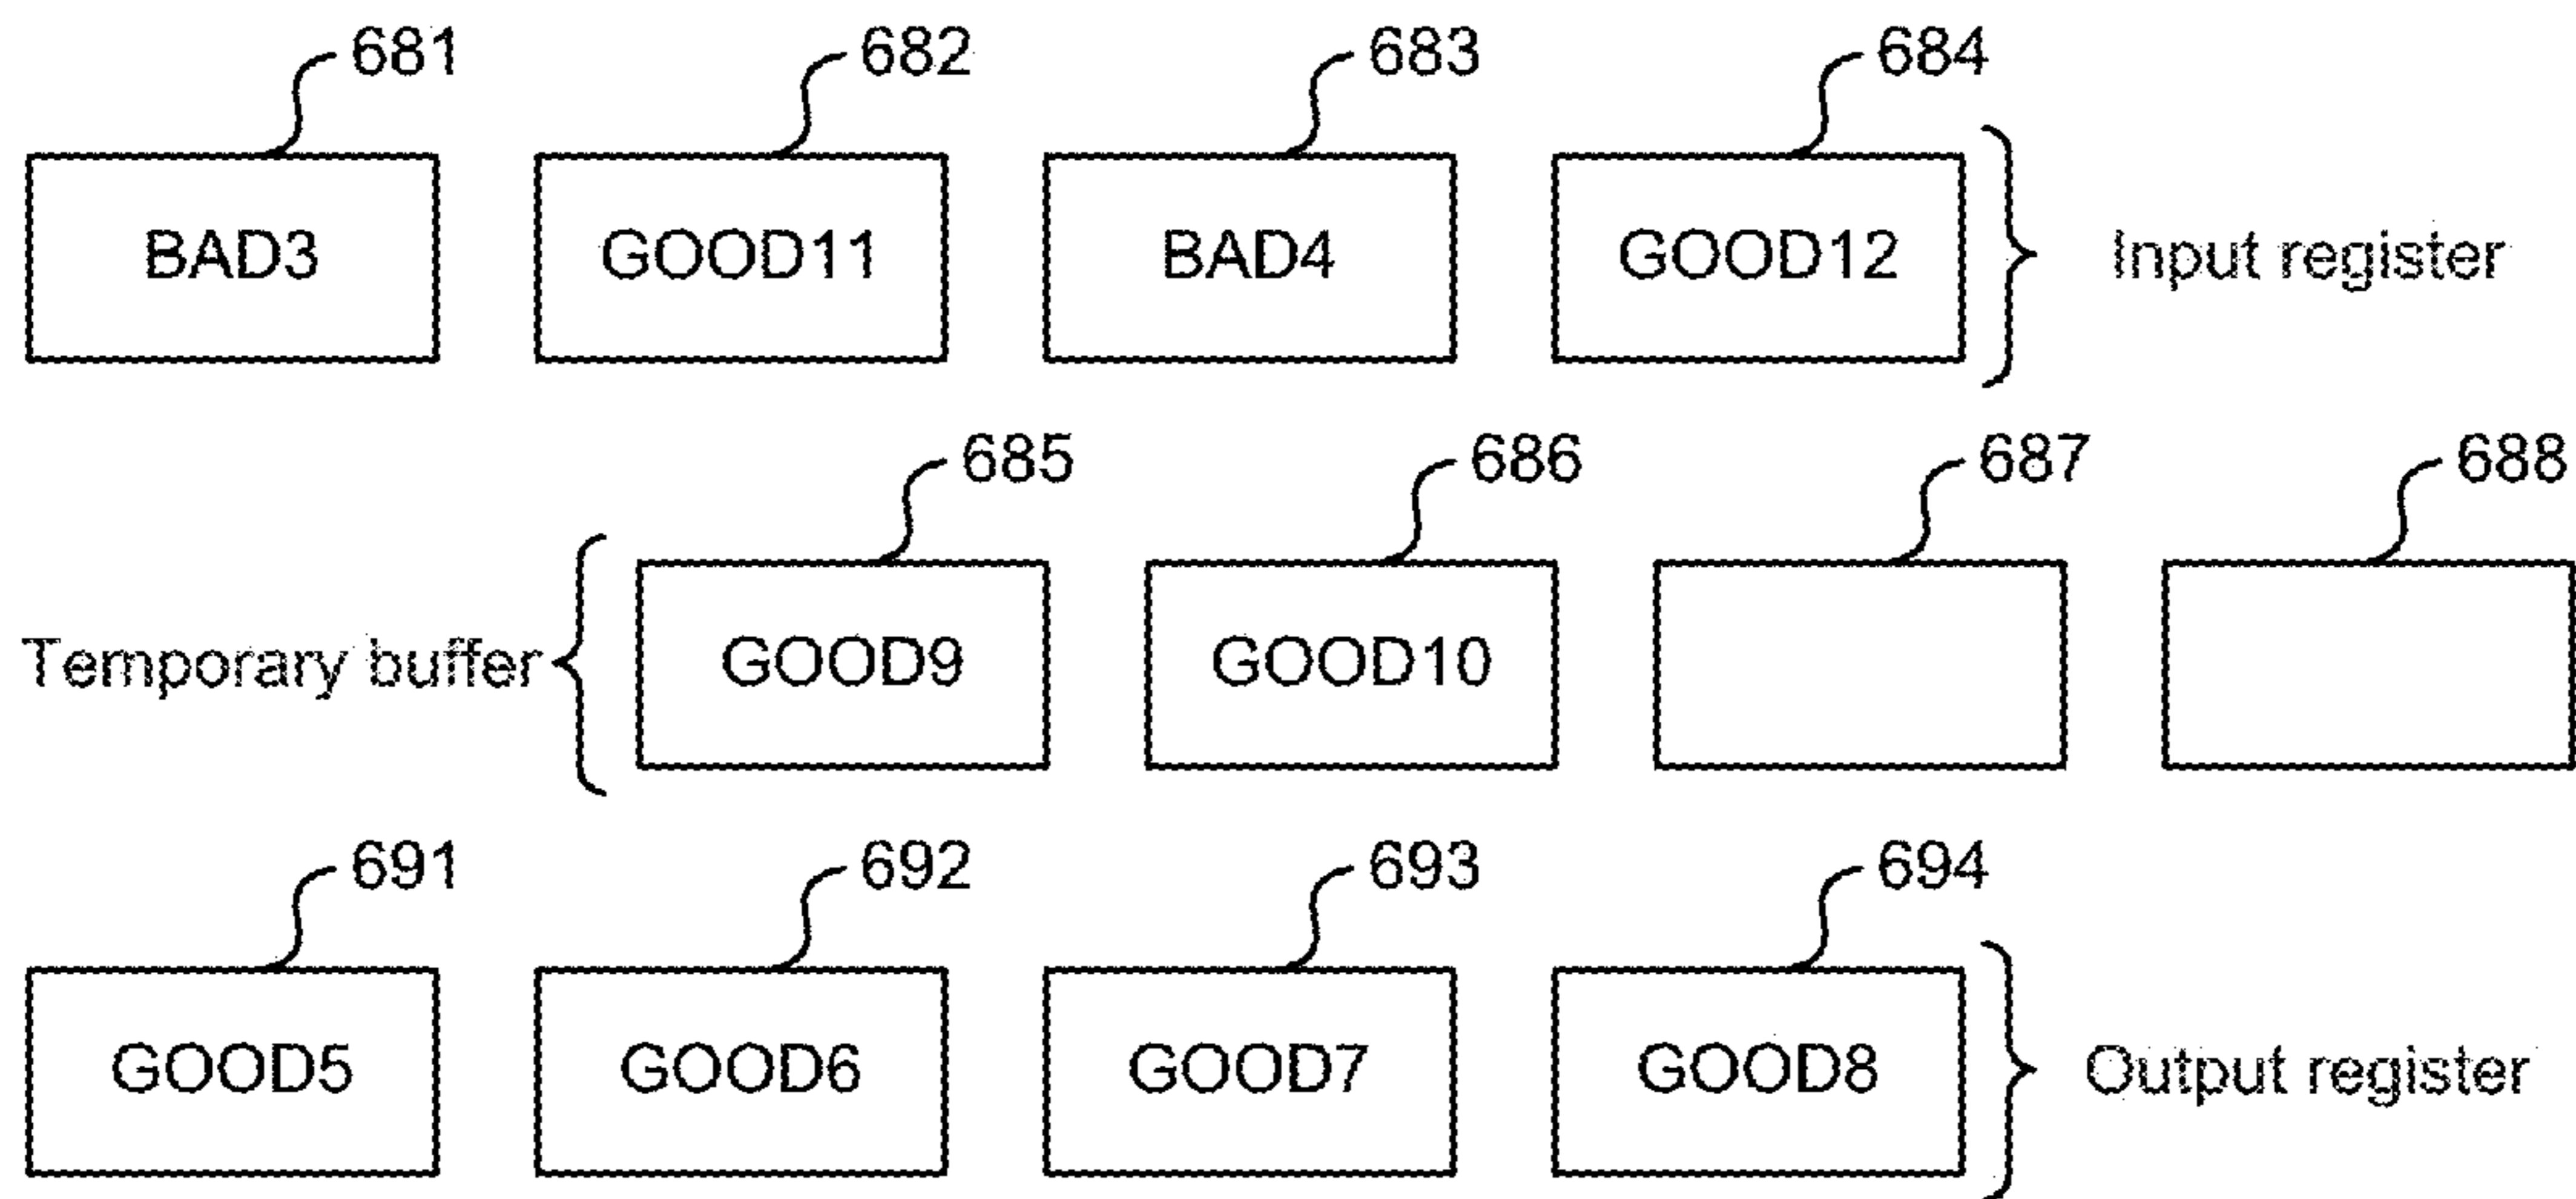 681 682 683 684
BAD3 GOOD11 BAD4 GOOD12 Input register
685 686 687 688
Temporary buffer GOOD9 GOOD10
691 692 693 694
GOOD5 GOOD6 GOOD7 GOOD8 Output register